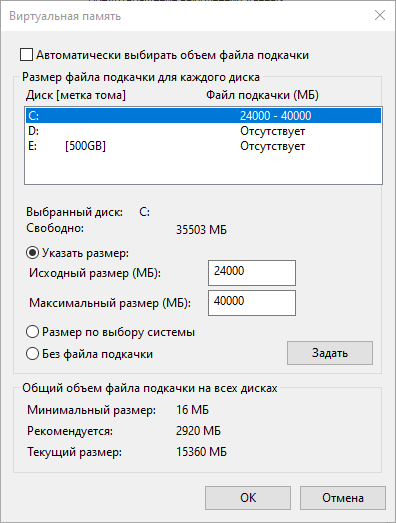 Виртуальная память
Автоматически выбирать объем файла подкачки
Размер файла подкачки для каждого диска
Диск [метка тома] Файл подкачки (МБ)
C: 24000 - 40000
D: Отсутствует
E: [500GB] Отсутствует
Выбранный диск: C:
Свободно: 35503 МБ
Указать размер:
Исходный размер (МБ): 24000
Максимальный размер (МБ): 40000
Размер по выбору системы
Без файла подкачки Задать
Общий объем файла подкачки на всех дисках
Минимальный размер: 16 МБ
Рекомендуется: 2920 МБ
Текущий размер: 15360 МБ
ОК Отмена